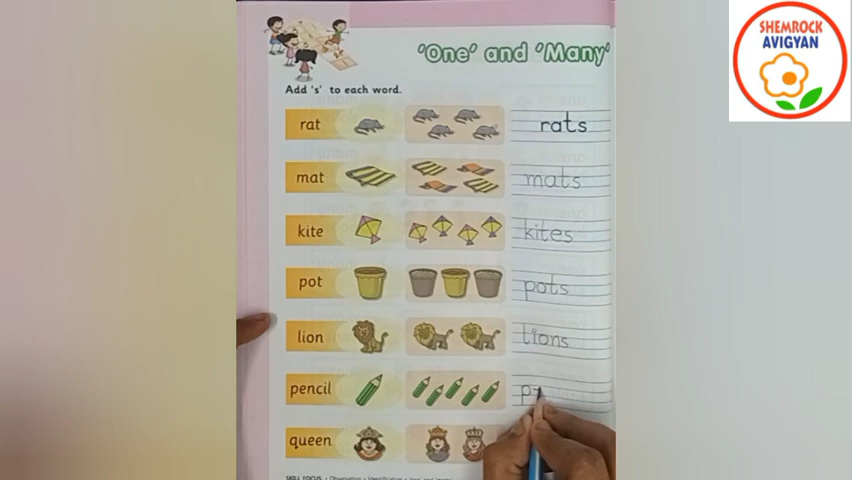 SHEMROCK
AVIGYAN
'One' and 'Many'
Add 's' to each word.
rat rats
mat mats
kite kites
pot pots
lion lions
pencil p
queen